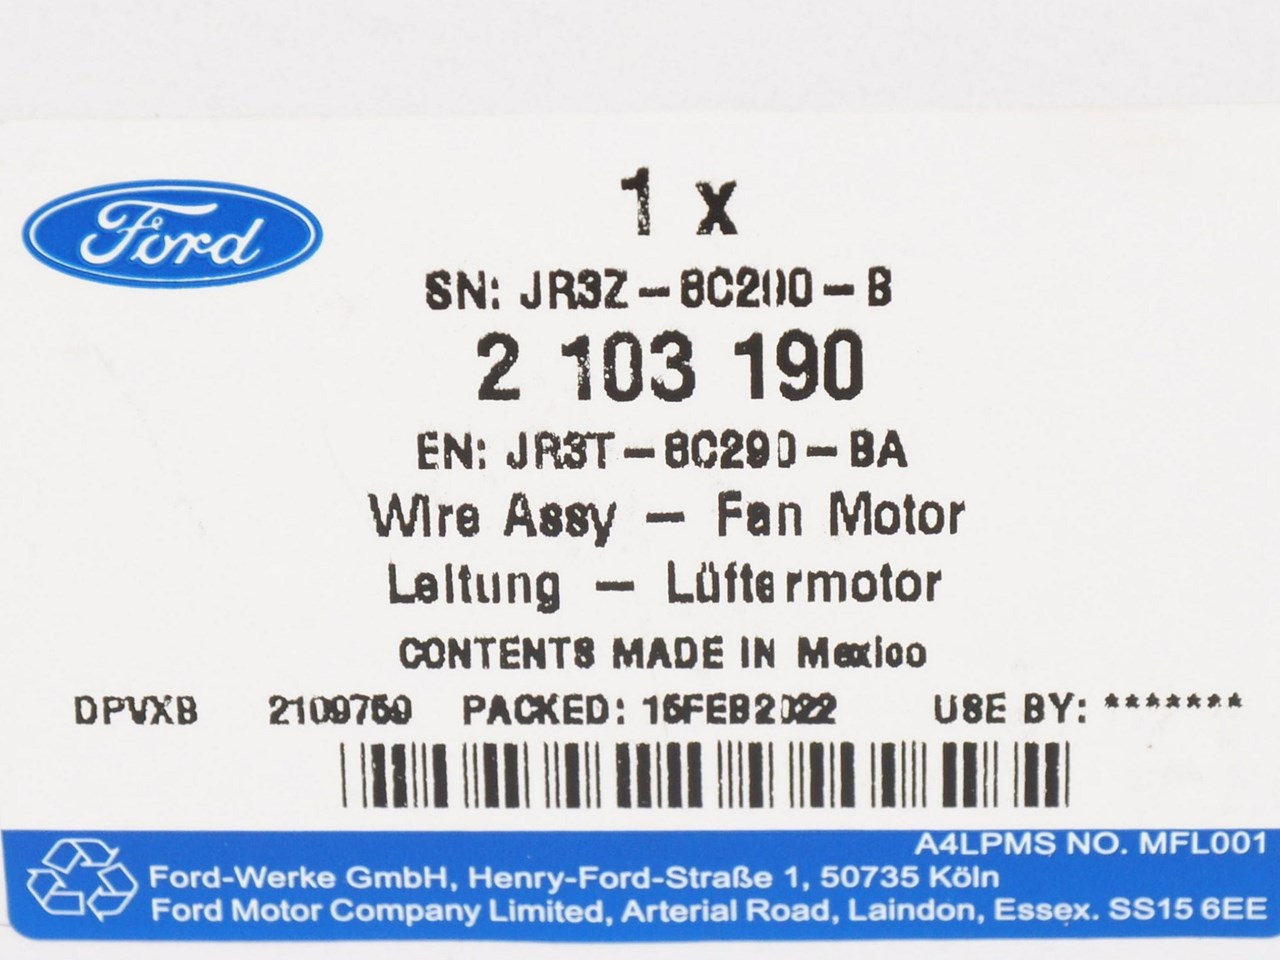 Ford
1 x
SN: JR3Z-8C290-B
2 103 190
EN: JR3T-8C290-BA
Wire Assy - Fan Motor
Leitung - Lüftermotor
CONTENTS MADE IN Mexico
DPVXB 2109759 PACKED: 15FEB2022 USE BY: *******
A4LPMS NO. MFL001
Ford-Werke GmbH, Henry-Ford-Straße 1, 50735 Köln
Ford Motor Company Limited, Arterial Road, Laindon, Essex. SS15 6EE